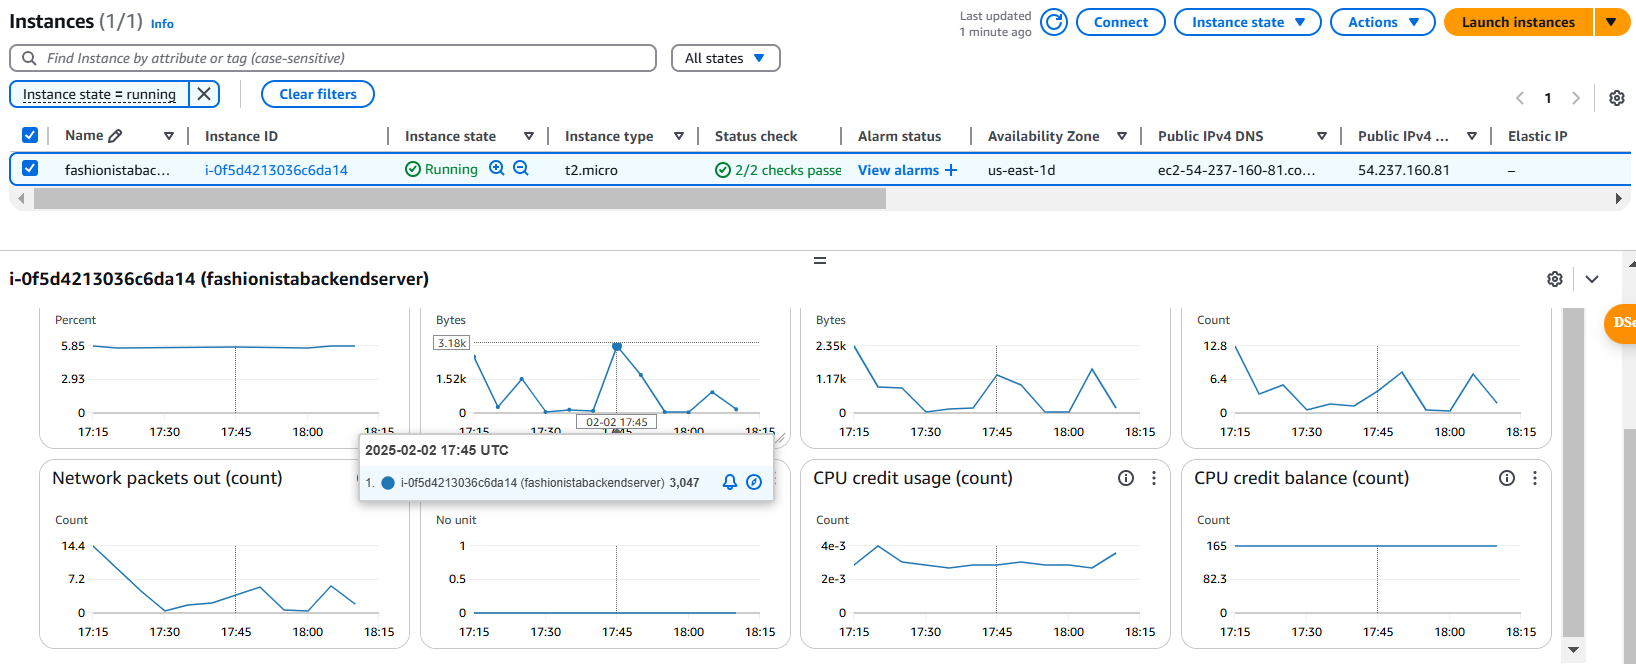 Instances (1/1) Info
Last updated
1 minute ago
Connect
Instance state
Actions
Launch instances
Find Instance by attribute or tag (case-sensitive)
All states
Instance state = running
Clear filters
1
Name
Instance ID
Instance state
Instance type
Status check
Alarm status
Availability Zone
Public IPv4 DNS
Public IPv4 ...
Elastic IP
fashionistabac...
i-0f5d4213036c6da14
Running
t2.micro
2/2 checks passe
View alarms +
us-east-1d
ec2-54-237-160-81.co...
54.237.160.81
–
i-0f5d4213036c6da14 (fashionistabackendserver)
DSe
Percent
5.85
2.93
0
17:15 17:30 17:45 18:00 18:15
Bytes
3.18k
1.52k
0
02-02 17:45
17:15 17:30 17:45 18:00 18:15
Bytes
2.35k
1.17k
0
17:15 17:30 17:45 18:00 18:15
Count
12.8
6.4
0
17:15 17:30 17:45 18:00 18:15
2025-02-02 17:45 UTC
1. i-0f5d4213036c6da14 (fashionistabackendserver) 3,047
Network packets out (count)
Count
14.4
7.2
0
17:15 17:30 17:45 18:00 18:15
No unit
1
0.5
0
17:15 17:30 17:45 18:00 18:15
CPU credit usage (count)
Count
4e-3
2e-3
0
17:15 17:30 17:45 18:00 18:15
CPU credit balance (count)
Count
165
82.3
0
17:15 17:30 17:45 18:00 18:15